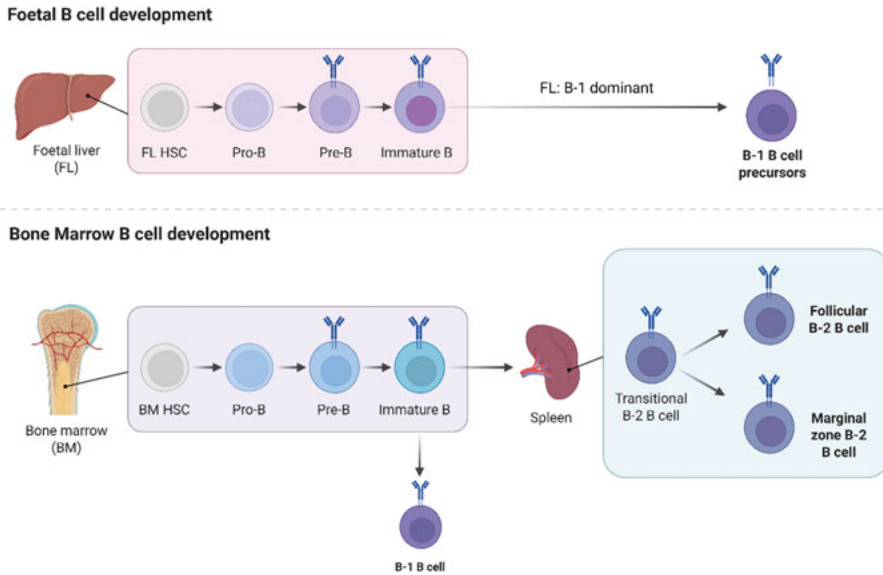 Foetal B cell development
Foetal liver
(FL)
FL HSC
Pro-B
Pre-B
Immature B
FL: B-1 dominant
B-1 B cell
precursors
Bone Marrow B cell development
Bone marrow
(BM)
BM HSC
Pro-B
Pre-B
Immature B
B-1 B cell
Spleen
Transitional
B-2 B cell
Follicular
B-2 B cell
Marginal
zone B-2
B cell